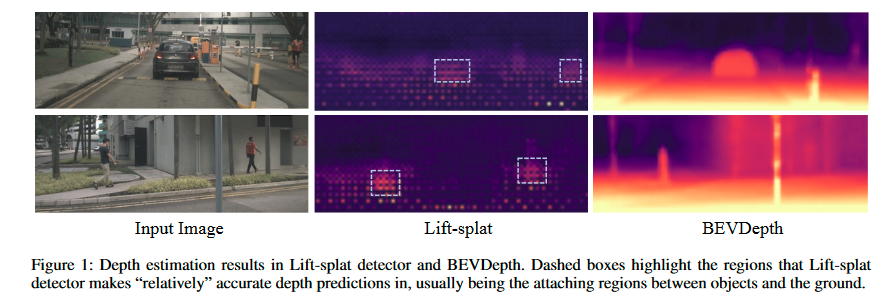 Input Image
Lift-splat
BEVDepth
Figure 1: Depth estimation results in Lift-splat detector and BEVDepth. Dashed boxes highlight the regions that Lift-splat
detector makes “relatively” accurate depth predictions in, usually being the attaching regions between objects and the ground.